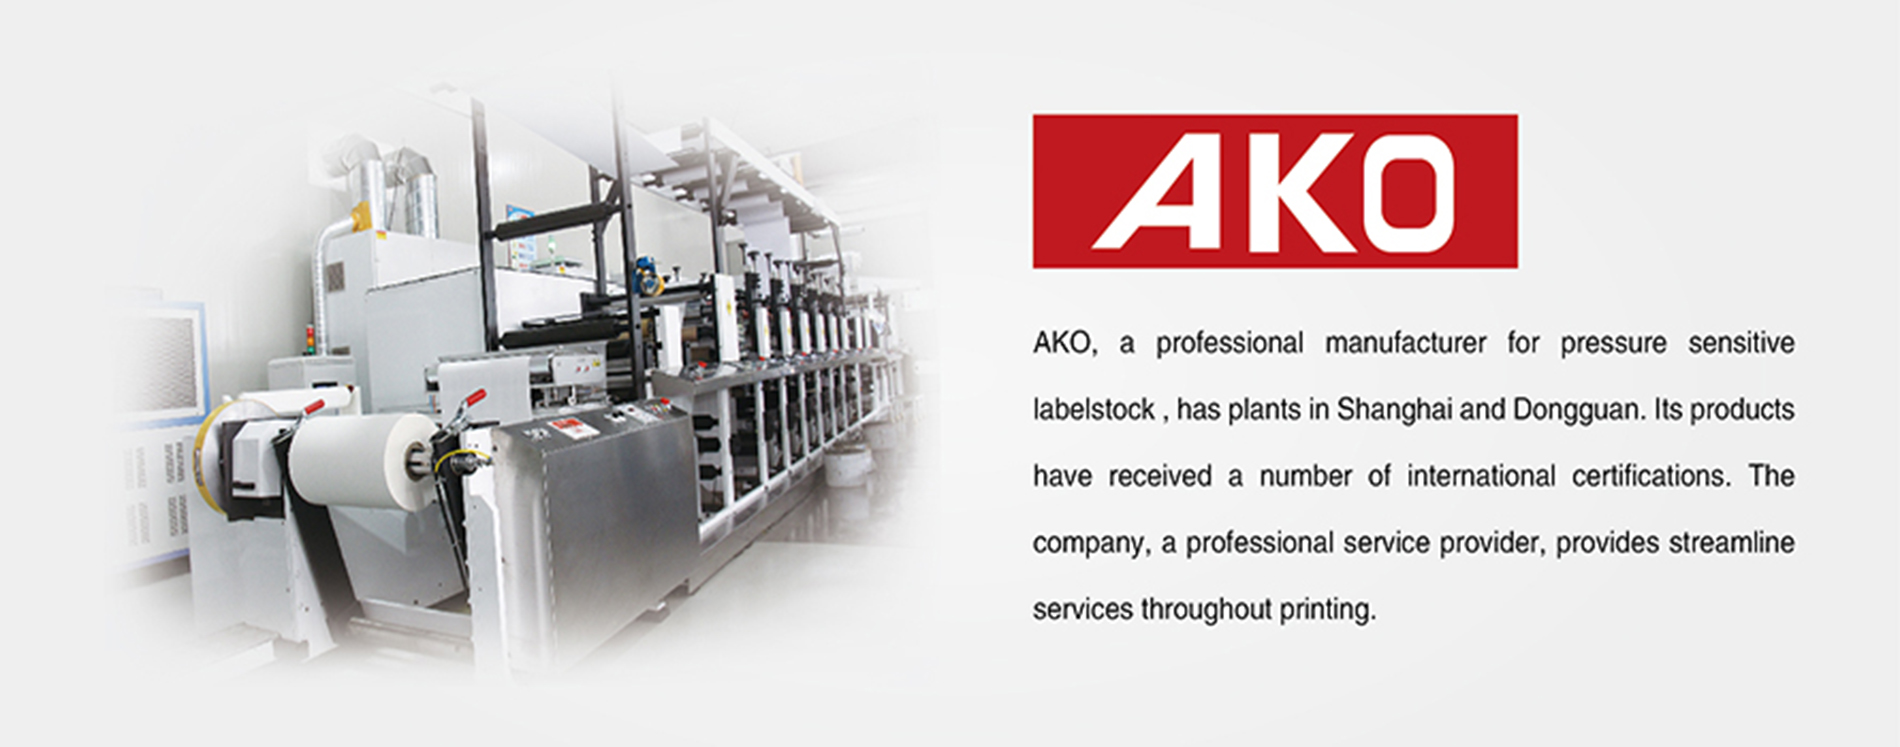 AKO
AKO, a professional manufacturer for pressure sensitive
labelstock , has plants in Shanghai and Dongguan. Its products
have received a number of international certifications. The
company, a professional service provider, provides streamline
services throughout printing.